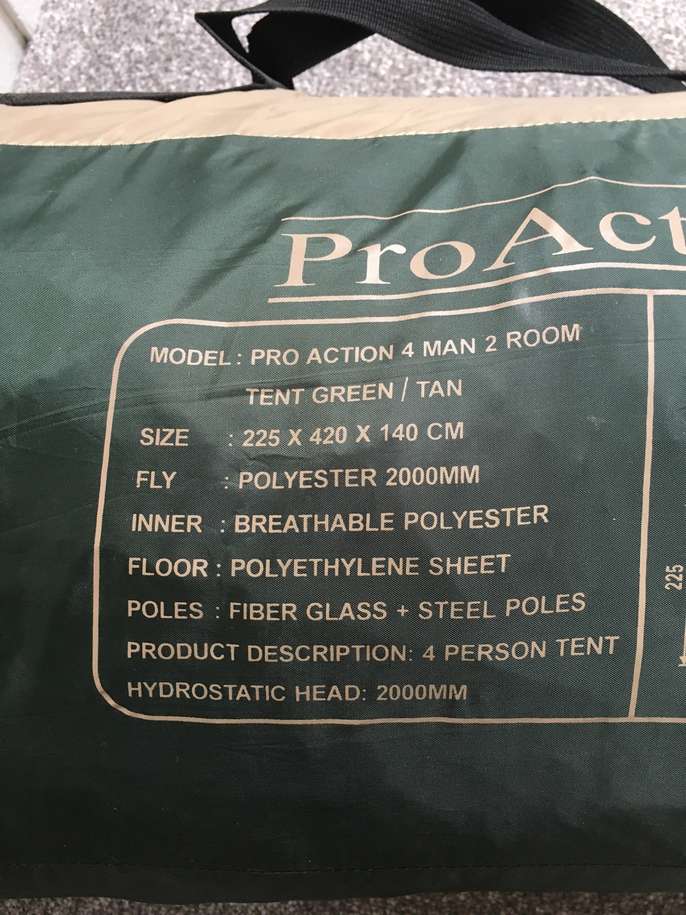 ProAct
MODEL : PRO ACTION 4 MAN 2 ROOM
TENT GREEN / TAN
SIZE : 225 X 420 X 140 CM
FLY : POLYESTER 2000MM
INNER : BREATHABLE POLYESTER
FLOOR : POLYETHYLENE SHEET
POLES : FIBER GLASS + STEEL POLES
PRODUCT DESCRIPTION: 4 PERSON TENT
HYDROSTATIC HEAD: 2000MM
225